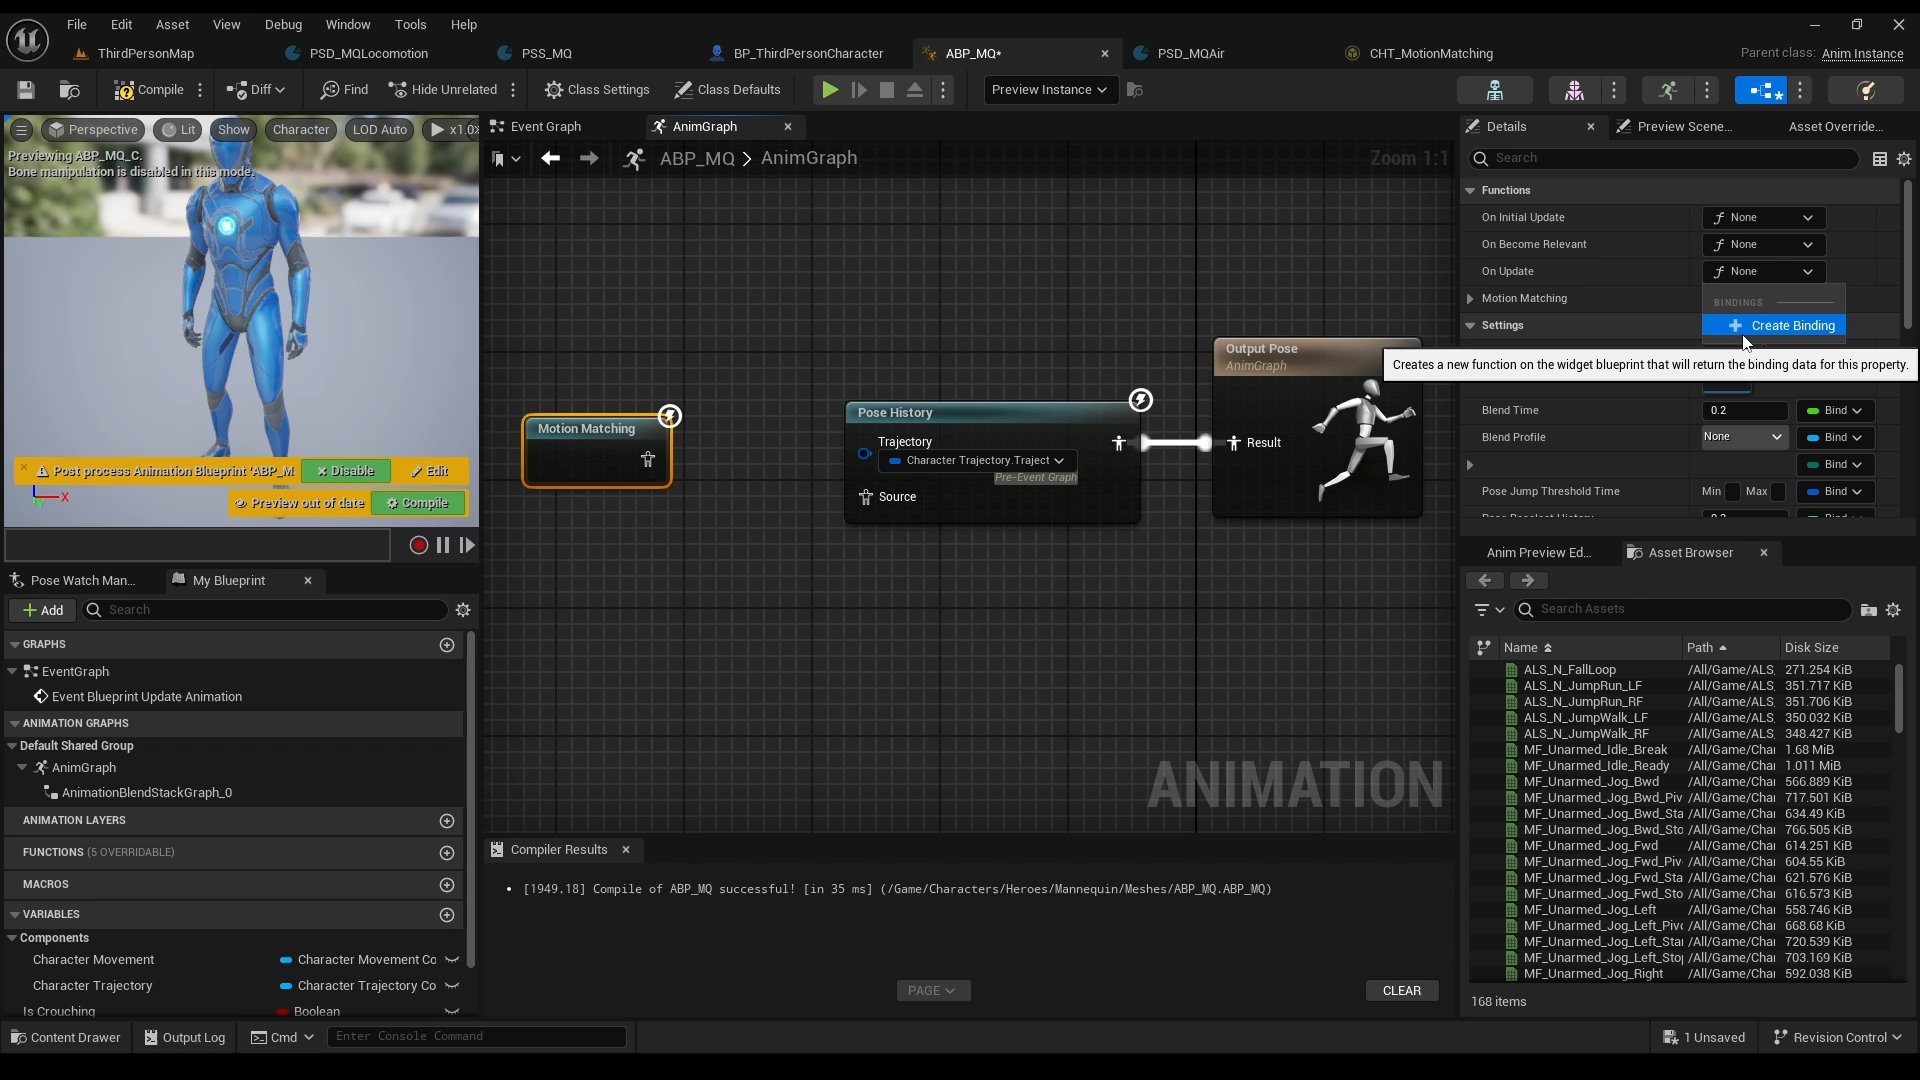 File Edit Asset View Debug Window Tools Help
ThirdPersonMap PSD_MQLocomotion PSS_MQ BP_ThirdPersonCharacter ABP_MQ* PSD_MQAir CHT_MotionMatching Parent class: Anim Instance
Compile Diff Find Hide Unrelated Class Settings Class Defaults Preview Instance
Perspective Lit Show Character LOD Auto x1.0
Previewing ABP_MQ_C.
Bone manipulation is disabled in this mode.
Post process Animation Blueprint 'ABP_M Disable Edit
X
Preview out of date Compile
Pose Watch Man... My Blueprint
Add Search
GRAPHS
EventGraph
Event Blueprint Update Animation
ANIMATION GRAPHS
Default Shared Group
AnimGraph
AnimationBlendStackGraph_0
ANIMATION LAYERS
FUNCTIONS (5 OVERRIDABLE)
MACROS
VARIABLES
Components
Character Movement Character Movement Co
Character Trajectory Character Trajectory Co
Is Crouching Boolean
Event Graph AnimGraph
ABP_MQ > AnimGraph Zoom 1:1
Motion Matching
Pose History
Trajectory
Character Trajectory.Traject
Pre-Event Graph
Source
Output Pose
AnimGraph
Result
ANIMATION
Compiler Results
[1949.18] Compile of ABP_MQ successful! [in 35 ms] (/Game/Characters/Heroes/Mannequin/Meshes/ABP_MQ.ABP_MQ)
PAGE CLEAR
Details Preview Scene... Asset Override...
Search
Functions
On Initial Update None
On Become Relevant None
On Update None
Motion Matching BINDINGS
Settings Create Binding
Creates a new function on the widget blueprint that will return the binding data for this property.
Blend Time 0.2 Bind
Blend Profile None Bind
Bind
Pose Jump Threshold Time Min Max Bind
Anim Preview Ed... Asset Browser
Search Assets
Name Path Disk Size
ALS_N_FallLoop /All/Game/ALS_ 271.254 KiB
ALS_N_JumpRun_LF /All/Game/ALS_ 351.717 KiB
ALS_N_JumpRun_RF /All/Game/ALS_ 351.706 KiB
ALS_N_JumpWalk_LF /All/Game/ALS_ 350.032 KiB
ALS_N_JumpWalk_RF /All/Game/ALS_ 348.427 KiB
MF_Unarmed_Idle_Break /All/Game/Chai 1.68 MiB
MF_Unarmed_Idle_Ready /All/Game/Chai 1.011 MiB
MF_Unarmed_Jog_Bwd /All/Game/Chai 566.889 KiB
MF_Unarmed_Jog_Bwd_Piv /All/Game/Chai 717.501 KiB
MF_Unarmed_Jog_Bwd_Sta /All/Game/Chai 634.49 KiB
MF_Unarmed_Jog_Bwd_Sto /All/Game/Chai 766.505 KiB
MF_Unarmed_Jog_Fwd /All/Game/Chai 614.251 KiB
MF_Unarmed_Jog_Fwd_Piv /All/Game/Chai 604.55 KiB
MF_Unarmed_Jog_Fwd_Sta /All/Game/Chai 621.576 KiB
MF_Unarmed_Jog_Fwd_Sto /All/Game/Chai 616.573 KiB
MF_Unarmed_Jog_Left /All/Game/Chai 558.746 KiB
MF_Unarmed_Jog_Left_Piv /All/Game/Chai 668.68 KiB
MF_Unarmed_Jog_Left_Sta /All/Game/Chai 720.539 KiB
MF_Unarmed_Jog_Left_Sto /All/Game/Chai 703.169 KiB
MF_Unarmed_Jog_Right /All/Game/Chai 592.038 KiB
168 items
Content Drawer Output Log Cmd Enter Console Command 1 Unsaved Revision Control